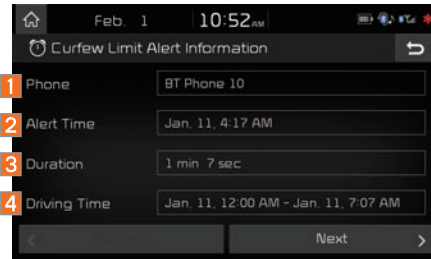 Feb. 1 10:52 AM
Curfew Limit Alert Information
1 Phone BT Phone 10
2 Alert Time Jan. 11, 4:17 AM
3 Duration 1 min 7 sec
4 Driving Time Jan. 11, 12:00 AM - Jan. 11, 7:07 AM
Next